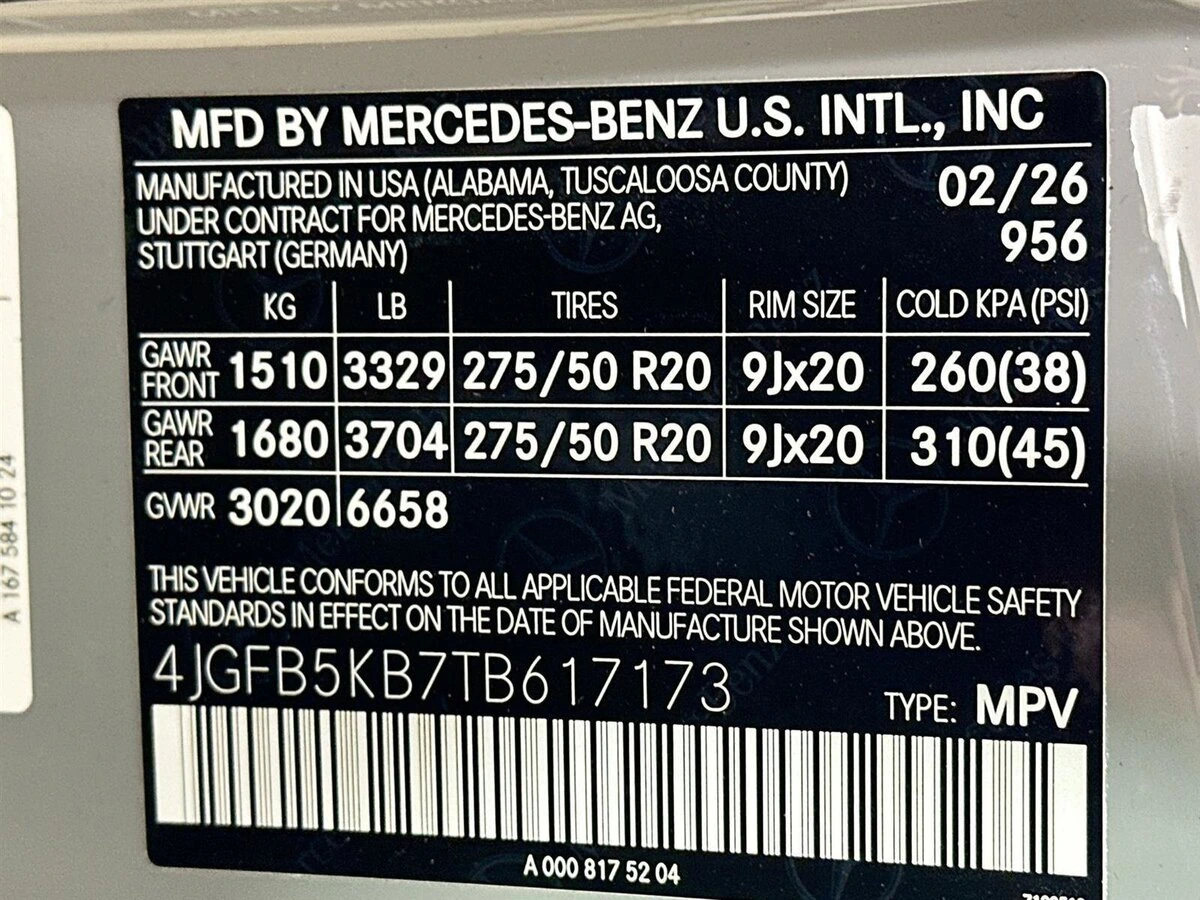 MFD BY MERCEDES-BENZ U.S. INTL., INC
MANUFACTURED IN USA (ALABAMA, TUSCALOOSA COUNTY)
UNDER CONTRACT FOR MERCEDES-BENZ AG,
STUTTGART (GERMANY)
02/26
956
KG LB TIRES RIM SIZE COLD KPA (PSI)
GAWR FRONT 1510 3329 275/50 R20 9Jx20 260(38)
GAWR REAR 1680 3704 275/50 R20 9Jx20 310(45)
GVWR 3020 6658
THIS VEHICLE CONFORMS TO ALL APPLICABLE FEDERAL MOTOR VEHICLE SAFETY
STANDARDS IN EFFECT ON THE DATE OF MANUFACTURE SHOWN ABOVE.
4JGFB5KB7TB617173
TYPE: MPV
A 000 817 52 04
A 167 584 10 24